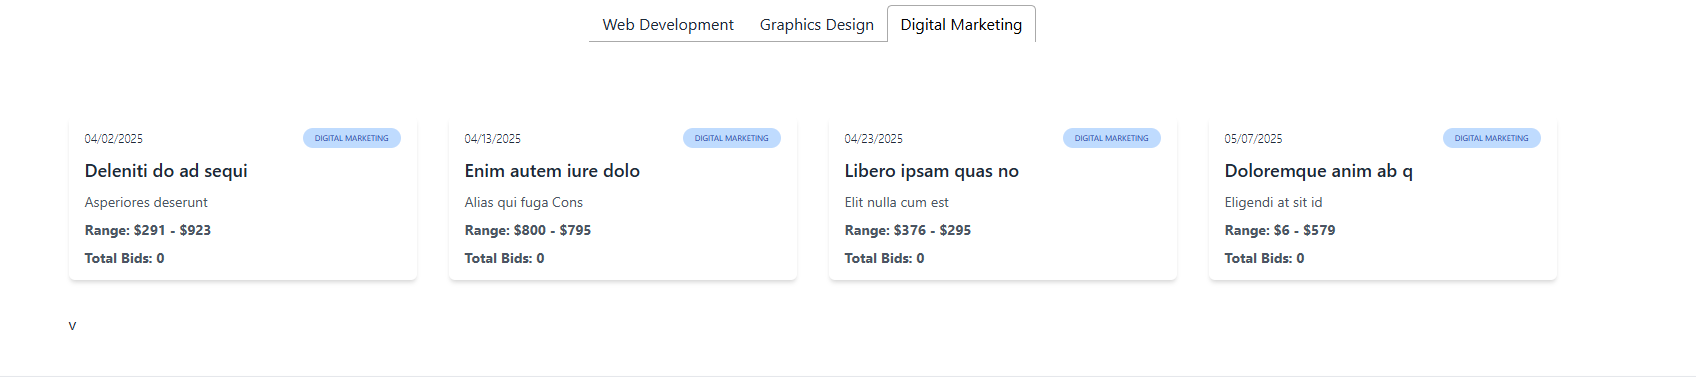 Web Development Graphics Design Digital Marketing
04/02/2025 DIGITAL MARKETING
Deleniti do ad sequi
Asperiores deserunt
Range: $291 - $923
Total Bids: 0
04/13/2025 DIGITAL MARKETING
Enim autem iure dolo
Alias qui fuga Cons
Range: $800 - $795
Total Bids: 0
04/23/2025 DIGITAL MARKETING
Libero ipsam quas no
Elit nulla cum est
Range: $376 - $295
Total Bids: 0
05/07/2025 DIGITAL MARKETING
Doloremque anim ab q
Eligendi at sit id
Range: $6 - $579
Total Bids: 0
v